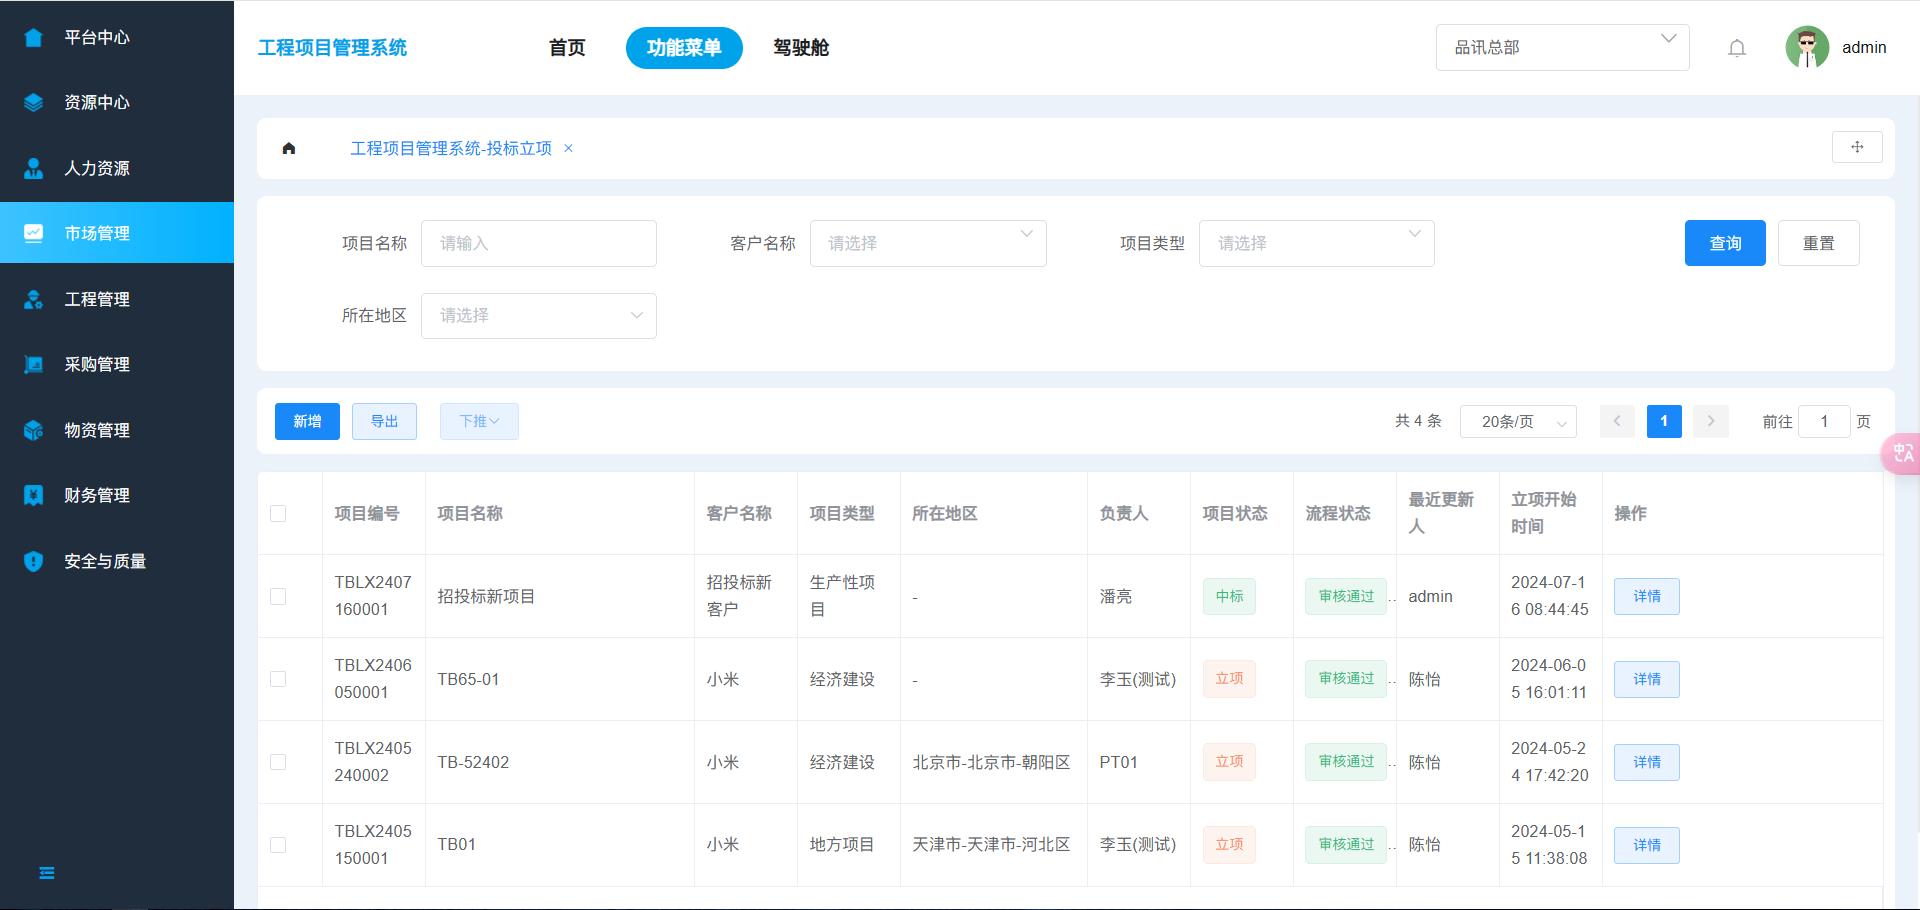 平台中心
资源中心
人力资源
市场管理
工程管理
采购管理
物资管理
财务管理
安全与质量
工程项目管理系统
首页
功能菜单
驾驶舱
品讯总部
admin
工程项目管理系统-投标立项 ×
项目名称 请输入
客户名称 请选择
项目类型 请选择
查询
重置
所在地区 请选择
新增
导出
下推
共 4 条
20条/页
1
前往 1 页
中A
项目编号 项目名称 客户名称 项目类型 所在地区 负责人 项目状态 流程状态 最近更新人 立项开始时间 操作
TBLX2407160001 招投标新项目 招投标新客户 生产性项目 - 潘亮 中标 审核通过 .. admin 2024-07-16 08:44:45 详情
TBLX2406050001 TB65-01 小米 经济建设 - 李玉(测试) 立项 审核通过 .. 陈怡 2024-06-05 16:01:11 详情
TBLX2405240002 TB-52402 小米 经济建设 北京市-北京市-朝阳区 PT01 立项 审核通过 .. 陈怡 2024-05-24 17:42:20 详情
TBLX2405150001 TB01 小米 地方项目 天津市-天津市-河北区 李玉(测试) 立项 审核通过 .. 陈怡 2024-05-15 11:38:08 详情